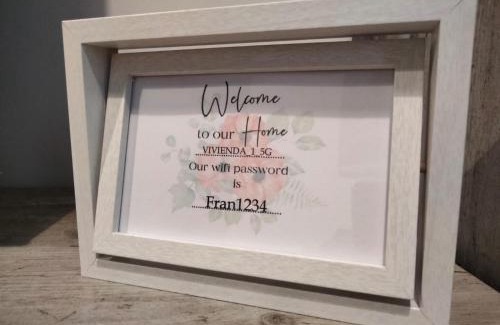 Welcome
to our Home
VIVIENDA_1_5G
Our wifi password
is
Fran1234